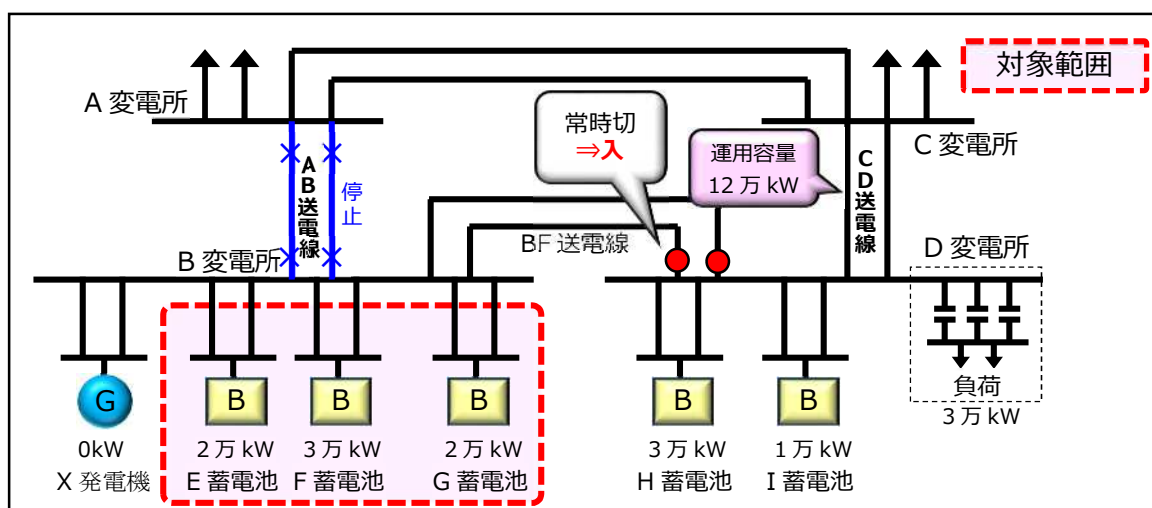 対象範囲
A 変電所
常時切
⇒入
運用容量
12 万 kW
C 変電所
AB送電線
停止
CD送電線
BF 送電線
B 変電所
D 変電所
G
B
B
B
B
B
負荷
3 万 kW
0kW
2 万 kW
3 万 kW
2 万 kW
3 万 kW
1 万 kW
X 発電機
E 蓄電池
F 蓄電池
G 蓄電池
H 蓄電池
I 蓄電池